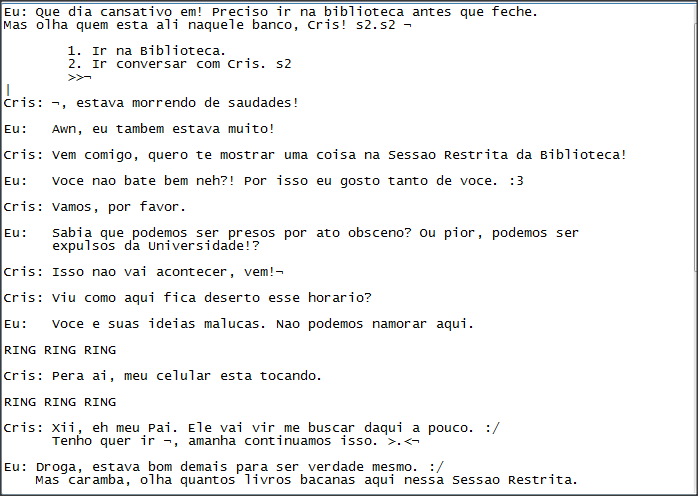 Eu: Que dia cansativo em! Preciso ir na biblioteca antes que feche.
Mas olha quem esta ali naquele banco, Cris! s2.s2 ¬
1. Ir na Biblioteca.
2. Ir conversar com Cris. s2
>>¬
Cris: ¬, estava morrendo de saudades!
Eu: Awn, eu tambem estava muito!
Cris: Vem comigo, quero te mostrar uma coisa na Sessao Restrita da Biblioteca!
Eu: Voce nao bate bem neh?! Por isso eu gosto tanto de voce. :3
Cris: Vamos, por favor.
Eu: Sabia que podemos ser presos por ato obsceno? Ou pior, podemos ser
expulsos da Universidade!?
Cris: Isso nao vai acontecer, vem!¬
Cris: Viu como aqui fica deserto esse horario?
Eu: Voce e suas ideias malucas. Nao podemos namorar aqui.
RING RING RING
Cris: Pera ai, meu celular esta tocando.
RING RING RING
Cris: Xii, eh meu Pai. Ele vai vir me buscar daqui a pouco. :/
Tenho quer ir ¬, amanha continuamos isso. >.<¬
Eu: Droga, estava bom demais para ser verdade mesmo. :/
Mas caramba, olha quantos livros bacanas aqui nessa Sessao Restrita.